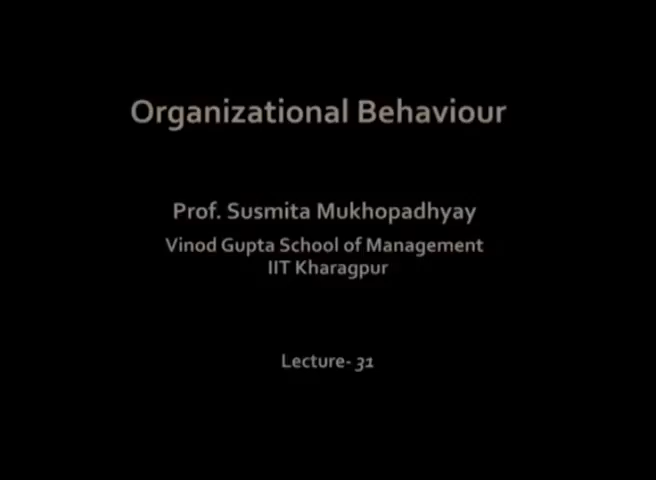 Organizational Behaviour
Prof. Susmita Mukhopadhyay
Vinod Gupta School of Management
IIT Kharagpur
Lecture- 31